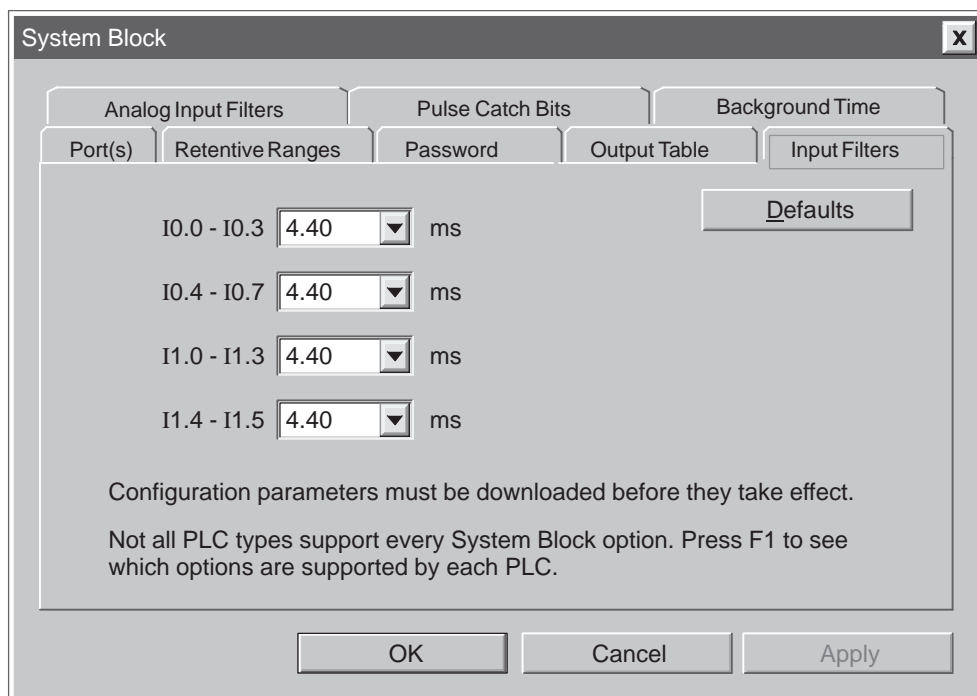 System Block
X
Analog Input Filters
Pulse Catch Bits
Background Time
Port(s)
Retentive Ranges
Password
Output Table
Input Filters
Defaults
I0.0 - I0.3 4.40 ms
I0.4 - I0.7 4.40 ms
I1.0 - I1.3 4.40 ms
I1.4 - I1.5 4.40 ms
Configuration parameters must be downloaded before they take effect.
Not all PLC types support every System Block option. Press F1 to see
which options are supported by each PLC.
OK
Cancel
Apply